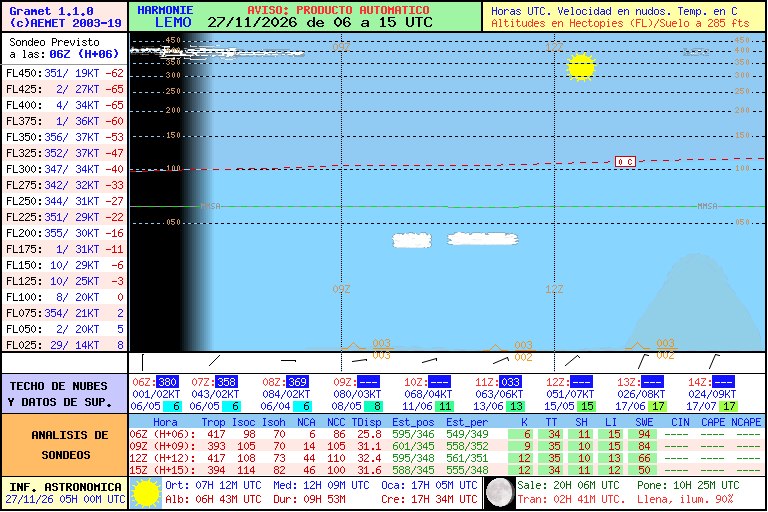 Gramet 1.1.0
(c)AEMET 2003-19
HARMONIE
LEMO
AVISO: PRODUCTO AUTOMATICO
27/11/2026 de 06 a 15 UTC
Horas UTC. Velocidad en nudos. Temp. en C
Altitudes en Hectopies (FL)/Suelo a 285 fts
Sondeo Previsto
a las: 06Z (H+06)
FL450: 351/ 19KT -62
FL425: 2/ 27KT -65
FL400: 4/ 34KT -65
FL375: 1/ 36KT -60
FL350: 356/ 37KT -53
FL325: 352/ 37KT -47
FL300: 347/ 34KT -40
FL275: 342/ 32KT -33
FL250: 344/ 31KT -27
FL225: 351/ 29KT -22
FL200: 355/ 30KT -16
FL175: 1/ 31KT -11
FL150: 10/ 29KT -6
FL125: 10/ 25KT -3
FL100: 8/ 20KT 0
FL075: 354/ 21KT 2
FL050: 2/ 20KT 5
FL025: 29/ 14KT 8
450 09Z 12Z 450
400 400
350 350
300 300
250 250
200 200
150 150
0 C
100 100
MMSA MMSA
050 050
09Z 12Z
003 003 003
003 002
TECHO DE NUBES
Y DATOS DE SUP.
06Z: 380 07Z: 358 08Z: 369 09Z: --- 10Z: --- 11Z: 033 12Z: --- 13Z: --- 14Z: ---
001/02KT 043/02KT 084/02KT 080/03KT 068/04KT 063/04KT 051/07KT 026/08KT 024/09KT
06/05 6 06/04 6 06/05 6 08/05 8 11/06 11 13/06 13 15/05 15 17/06 17 17/07 17
ANALISIS DE
SONDEOS
Hora Trop Isoc Isoh NCA NCC TDisp Est_pos Est_per K TT SH LI SWE CIN CAPE NCAPE
06Z (H+06) 417 98 70 6 86 25.8 595/346 549/349 6 34 11 15 94 ---- ---- ----
09Z (H+09) 393 105 70 14 105 31.1 601/345 558/352 9 35 10 14 88 ---- ---- ----
12Z (H+12) 417 108 73 44 110 32.4 595/348 561/351 12 35 10 13 66 ---- ---- ----
15Z (H+15) 394 114 82 46 100 31.6 588/345 555/348 12 34 11 12 50 ---- ---- ----
INF. ASTRONOMICA
27/11/26 05H 00M UTC
Ort: 07H 12M UTC Med: 12H 09M UTC Oca: 17H 05M UTC
Alb: 06H 43M UTC Dur: 09H 53M Cre: 17H 34M UTC
Sale: 20H 06M UTC Pone: 10H 25M UTC
Tran: 02H 41M UTC. Llena, ilum. 90%